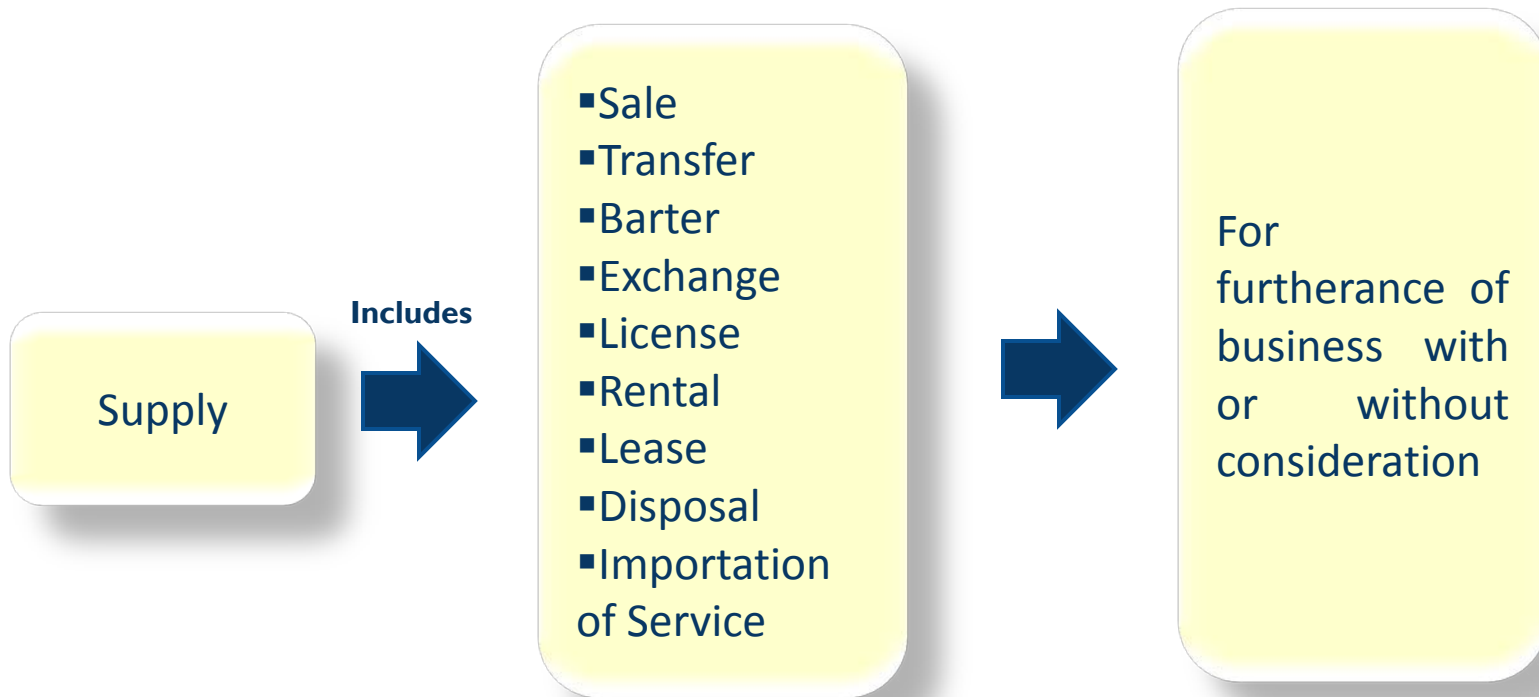 Supply
Includes
▪Sale
▪Transfer
▪Barter
▪Exchange
▪License
▪Rental
▪Lease
▪Disposal
▪Importation
of Service
For
furtherance of
business with
or without
consideration